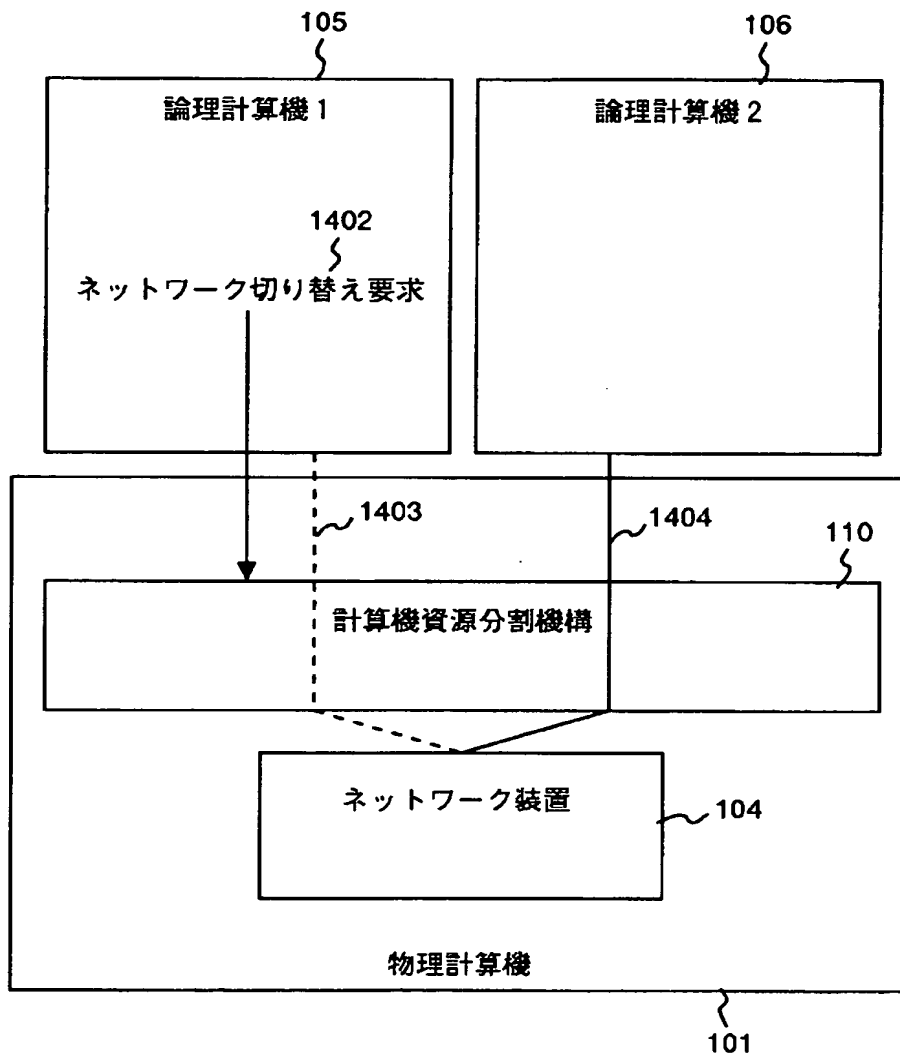 105
106
論理計算機1
論理計算機2
1402
ネットワーク切り替え要求
1403
1404
110
計算機資源分割機構
ネットワーク装置
104
物理計算機
101